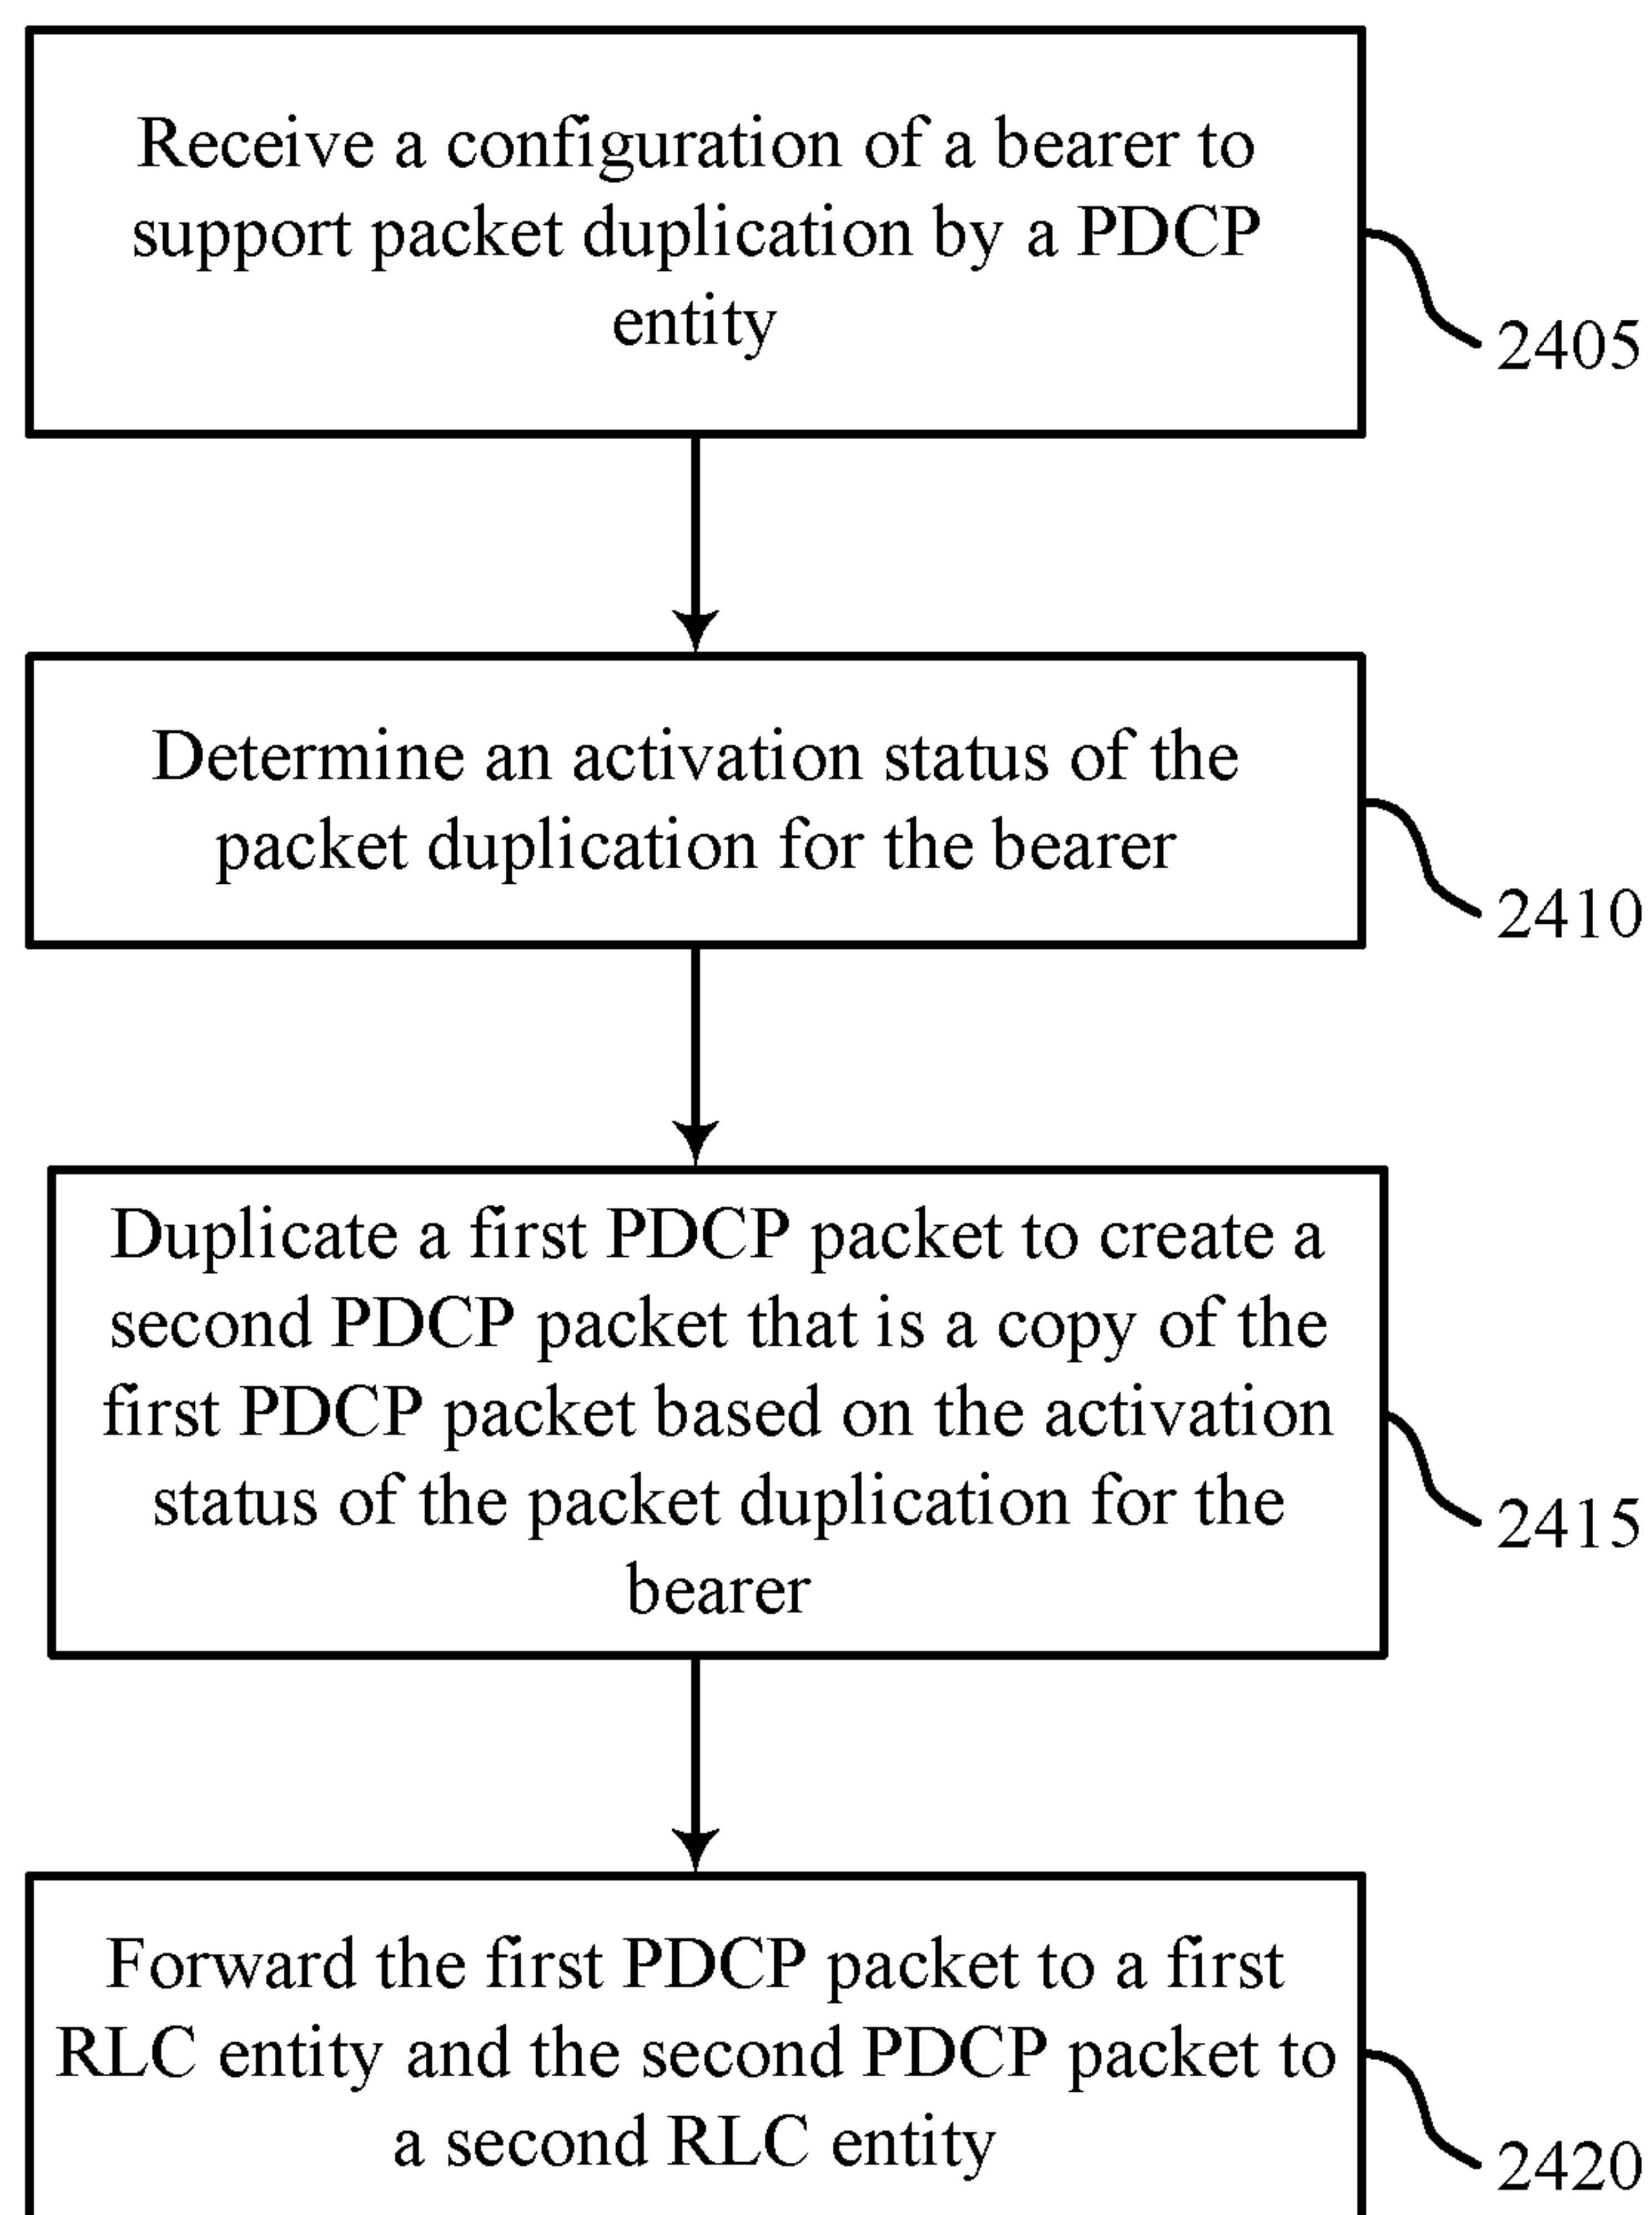 Receive a configuration of a bearer to
support packet duplication by a PDCP
entity
2405
Determine an activation status of the
packet duplication for the bearer
2410
Duplicate a first PDCP packet to create a
second PDCP packet that is a copy of the
first PDCP packet based on the activation
status of the packet duplication for the
bearer
2415
Forward the first PDCP packet to a first
RLC entity and the second PDCP packet to
a second RLC entity
2420